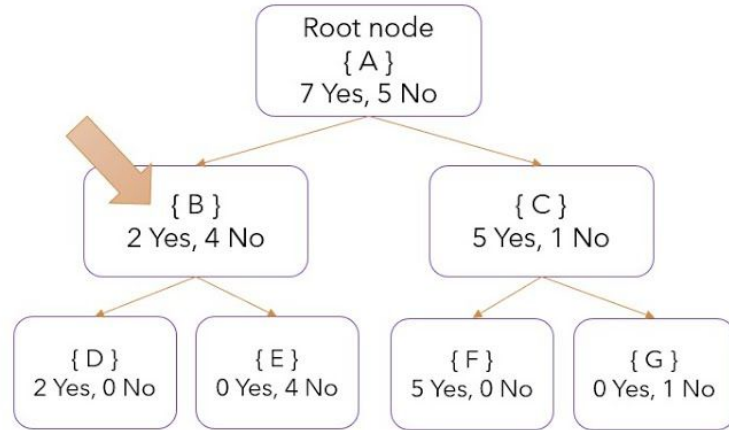 Root node
{ A }
7 Yes, 5 No
{ B }
2 Yes, 4 No
{ C }
5 Yes, 1 No
{ D }
2 Yes, 0 No
{ E }
0 Yes, 4 No
{ F }
5 Yes, 0 No
{ G }
0 Yes, 1 No